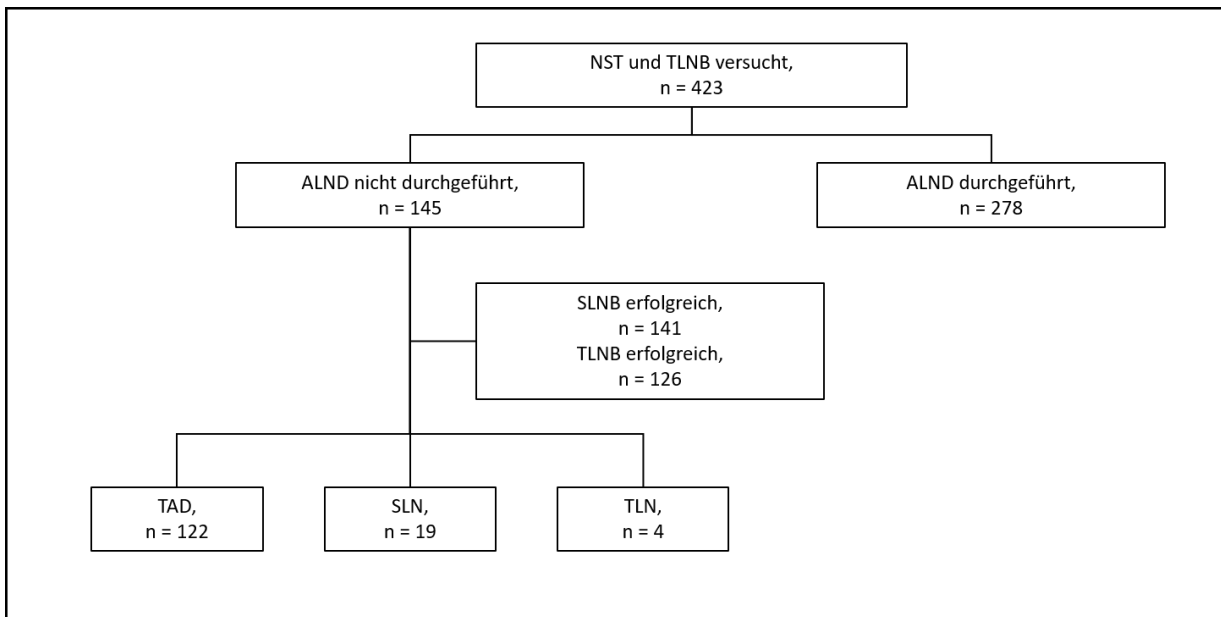 NST und TLNB versucht,
n = 423
ALND nicht durchgeführt,
n = 145
ALND durchgeführt,
n = 278
SLNB erfolgreich,
n = 141
TLNB erfolgreich,
n = 126
TAD,
n = 122
SLN,
n = 19
TLN,
n = 4